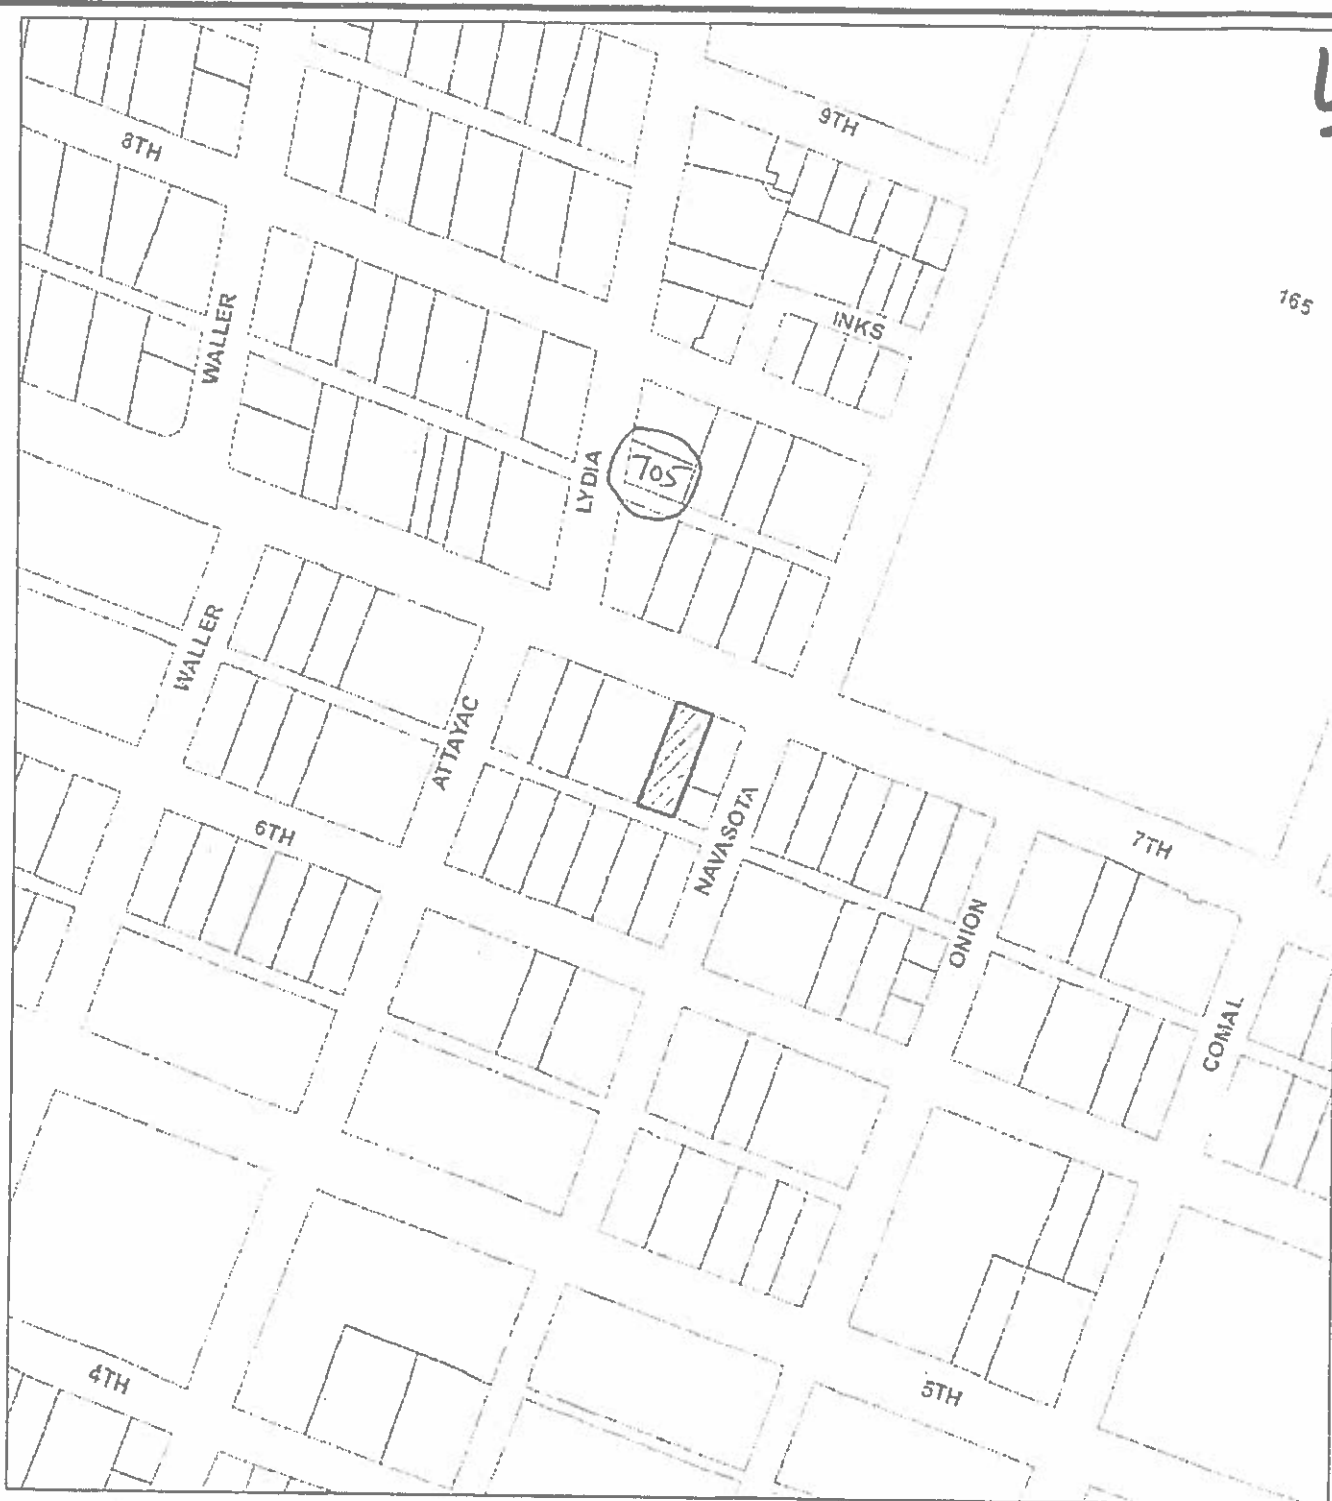 9TH
8TH
165
INKS
WALLER
LYDIA
705
WALLER
ATTAYAC
NAVASOTA
6TH
7TH
ONION
COMAL
4TH
5TH